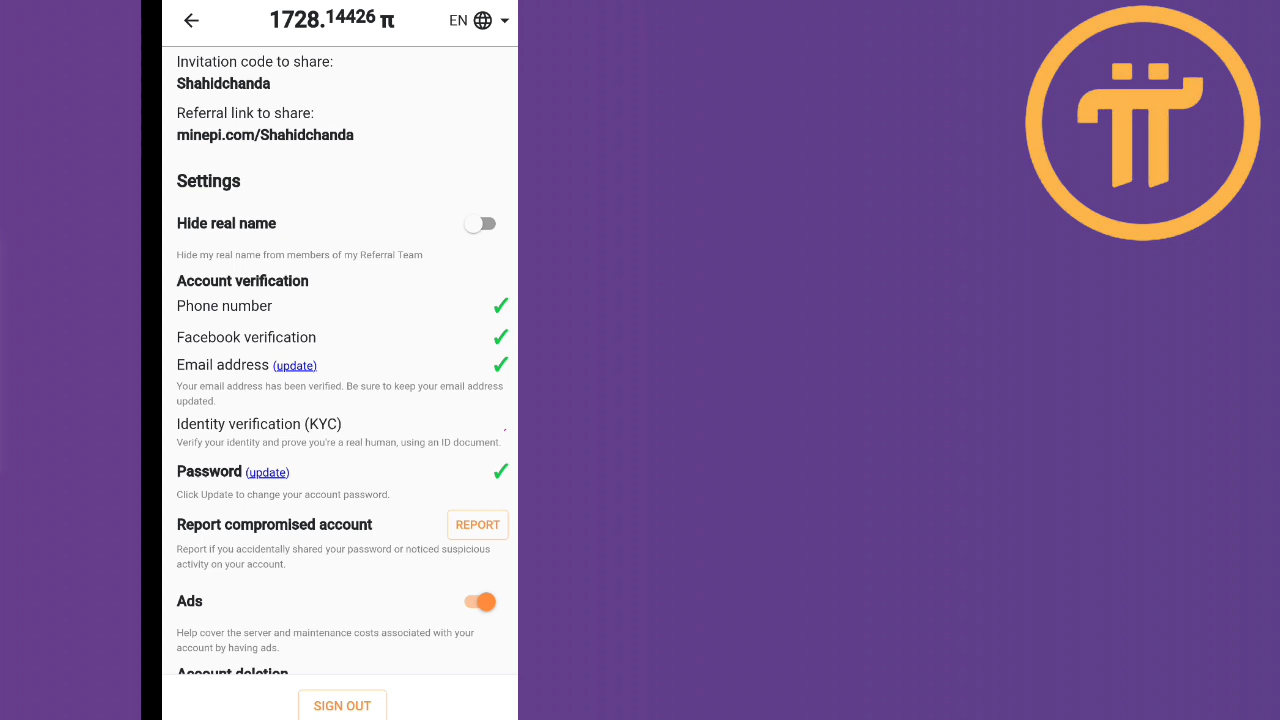 1728.14426 π
EN
Invitation code to share:
Shahidchanda
Referral link to share:
minepi.com/Shahidchanda
Settings
Hide real name
Hide my real name from members of my Referral Team
Account verification
Phone number
Facebook verification
Email address (update)
Your email address has been verified. Be sure to keep your email address
updated.
Identity verification (KYC)
Verify your identity and prove you're a real human, using an ID document.
Password (update)
Click Update to change your account password.
Report compromised account
REPORT
Report if you accidentally shared your password or noticed suspicious
activity on your account.
Ads
Help cover the server and maintenance costs associated with your
account by having ads.
Account deletion
SIGN OUT